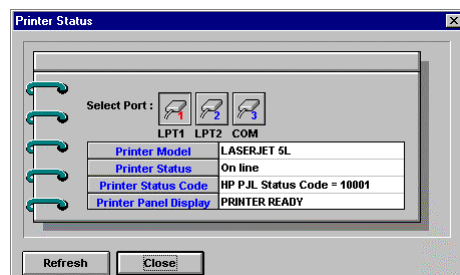 Printer Status
Select Port :
1 2 3
LPT1 LPT2 COM
Printer Model LASERJET 5L
Printer Status On line
Printer Status Code HP PJL Status Code = 10001
Printer Panel Display PRINTER READY
Refresh Close